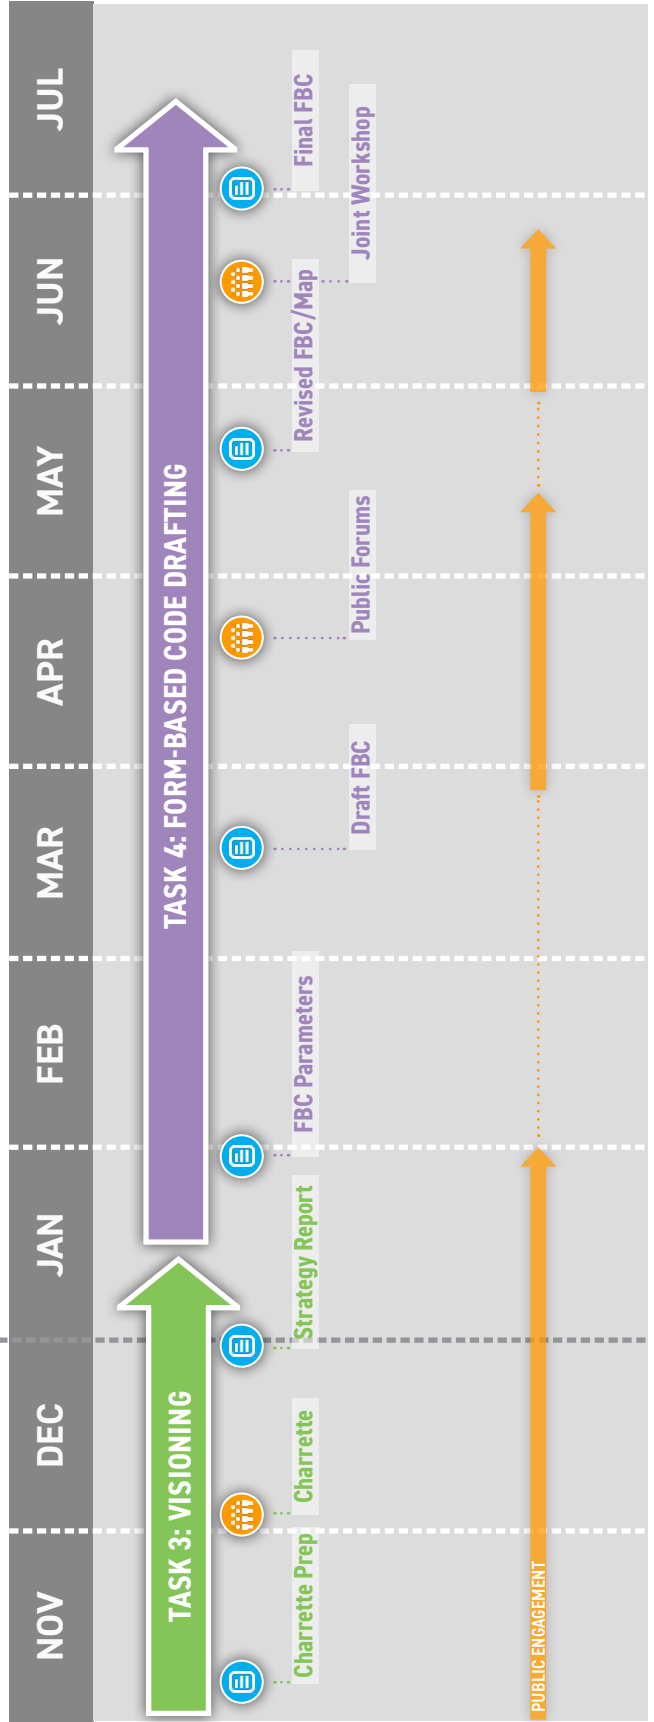 NOV
DEC
JAN
FEB
MAR
APR
MAY
JUN
JUL
TASK 3: VISIONING
TASK 4: FORM-BASED CODE DRAFTING
Charrette Prep
Charrette
Strategy Report
FBC Parameters
Draft FBC
Public Forums
Revised FBC/Map
Joint Workshop
Final FBC
PUBLIC ENGAGEMENT